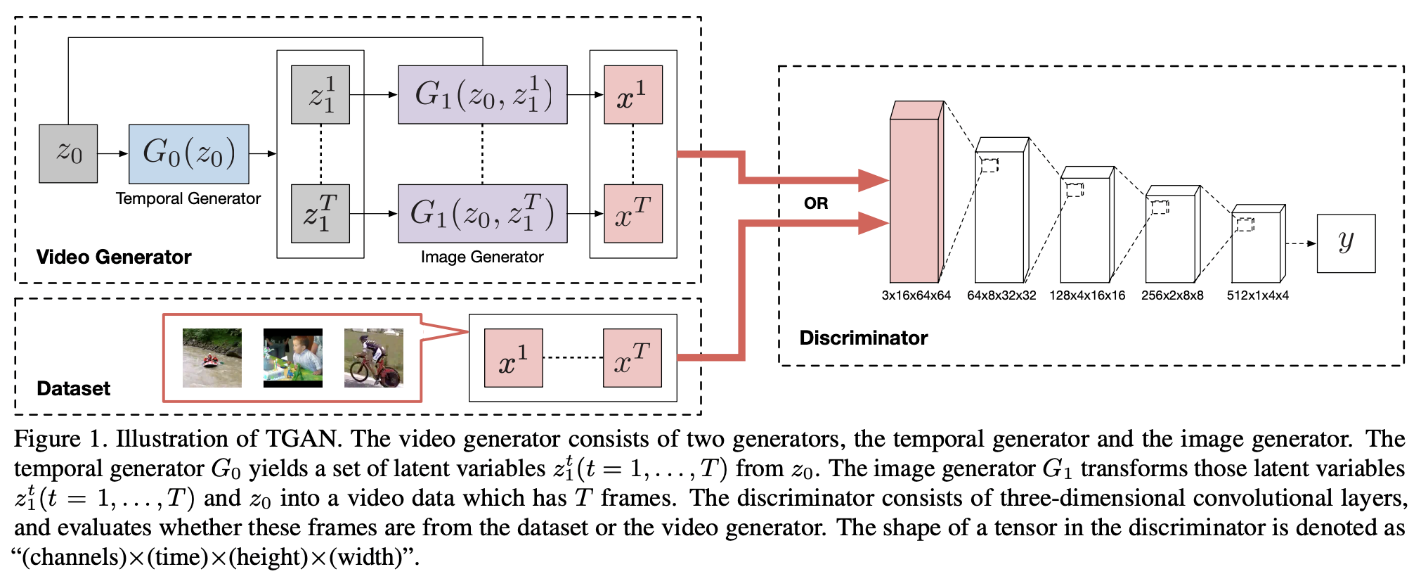 z_0
G_0(z_0)
Temporal Generator
z_1^1
z_1^T
G_1(z_0, z_1^1)
G_1(z_0, z_1^T)
Image Generator
x^1
x^T
Video Generator
Dataset
x^1
x^T
OR
3x16x64x64
64x8x32x32
128x4x16x16
256x2x8x8
512x1x4x4
y
Discriminator
Figure 1. Illustration of TGAN. The video generator consists of two generators, the temporal generator and the image generator. The
temporal generator G_0 yields a set of latent variables z_1^t(t = 1, . . . , T) from z_0. The image generator G_1 transforms those latent variables
z_1^t(t = 1, . . . , T) and z_0 into a video data which has T frames. The discriminator consists of three-dimensional convolutional layers,
and evaluates whether these frames are from the dataset or the video generator. The shape of a tensor in the discriminator is denoted as
“(channels)×(time)×(height)×(width)”.